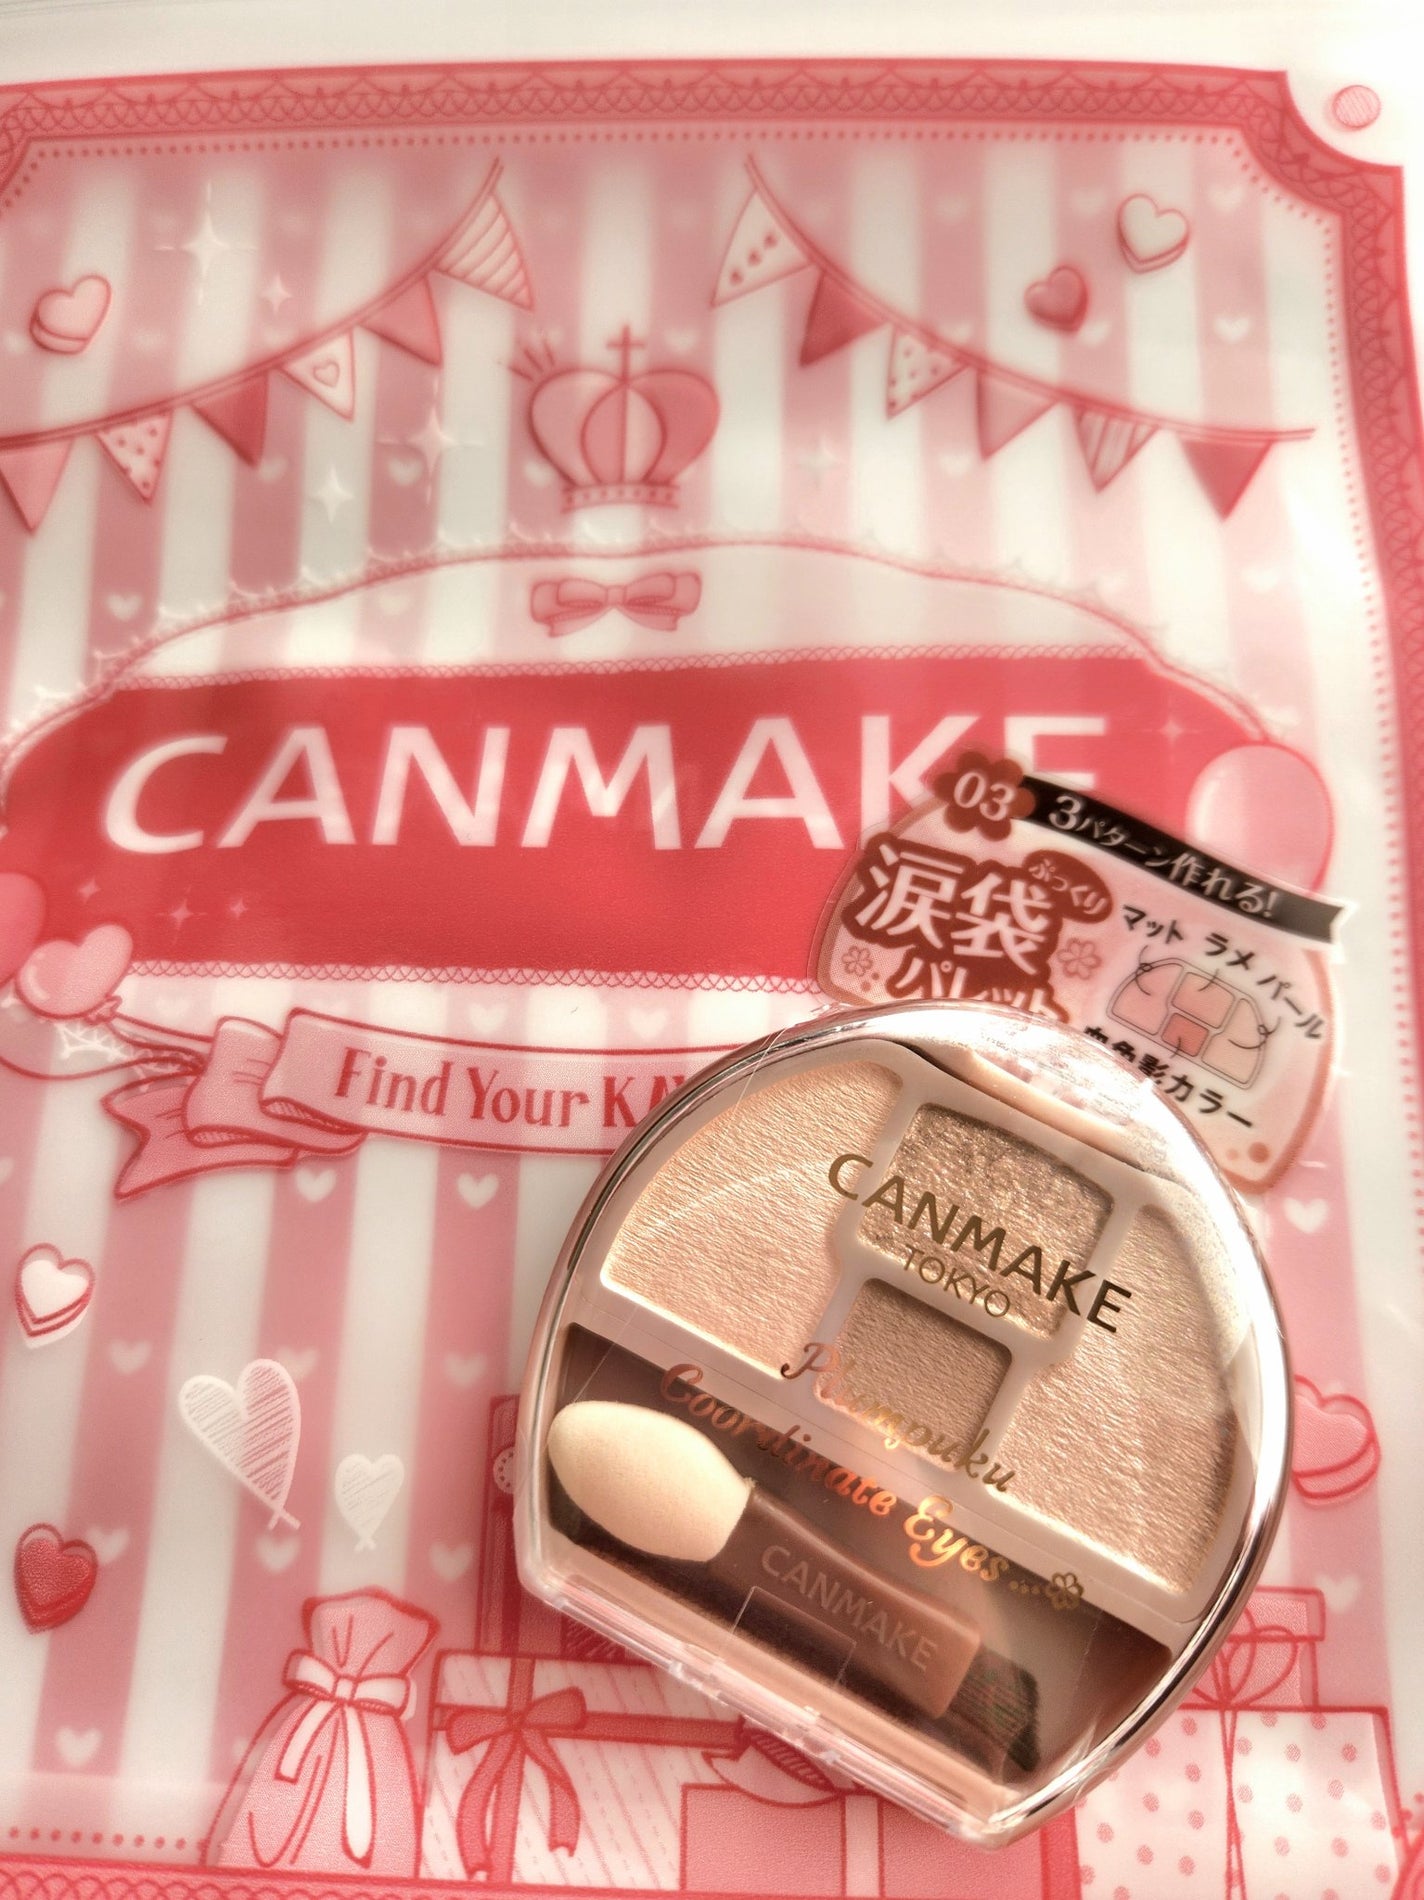 CANMAKE
Find Your
03
3パターン作れる!
ぷっくり
涙袋
パレット
マット ラメ パール
カラー
CANMAKE
TOKYO
Plumpuku
Coordinate Eyes...
CANMAKE